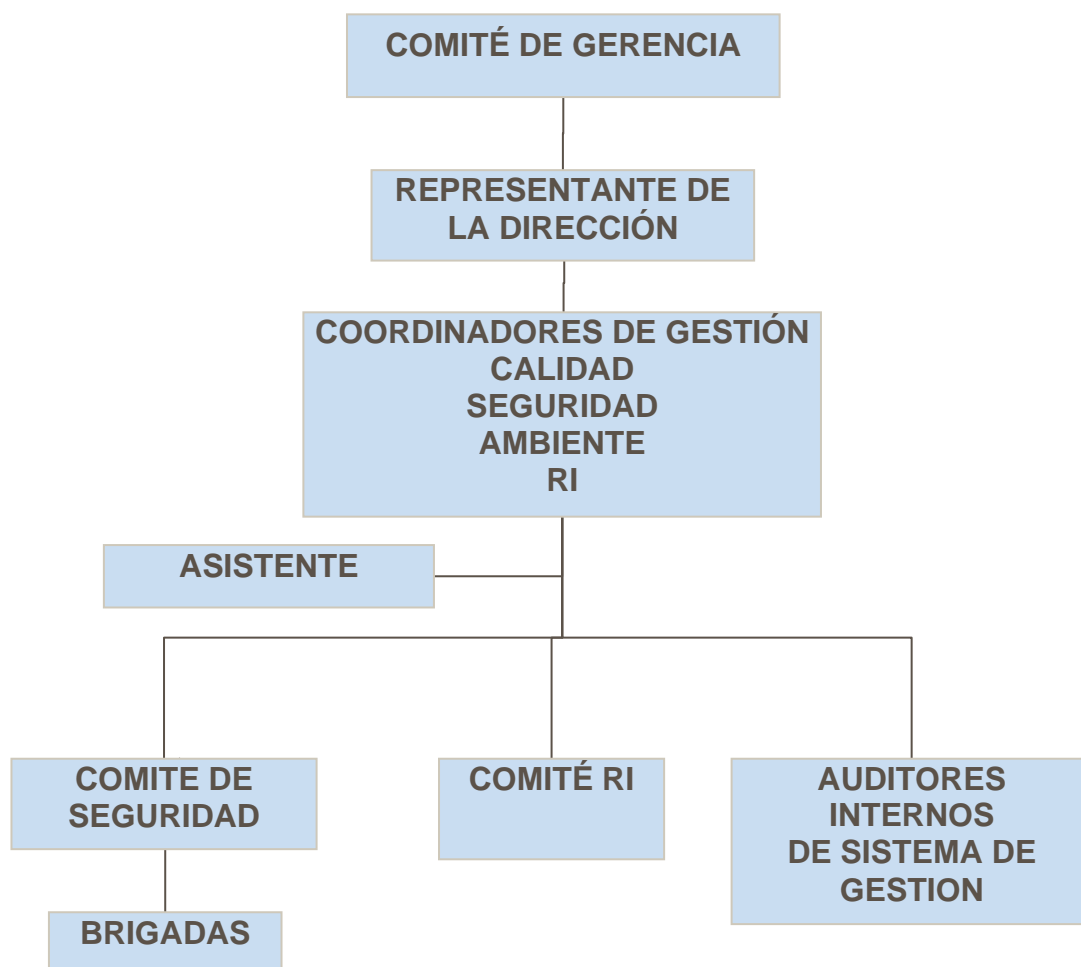 COMITÉ DE GERENCIA
REPRESENTANTE DE
LA DIRECCIÓN
COORDINADORES DE GESTIÓN
CALIDAD
SEGURIDAD
AMBIENTE
RI
ASISTENTE
COMITE DE
SEGURIDAD
BRIGADAS
COMITÉ RI
AUDITORES
INTERNOS
DE SISTEMA DE
GESTION